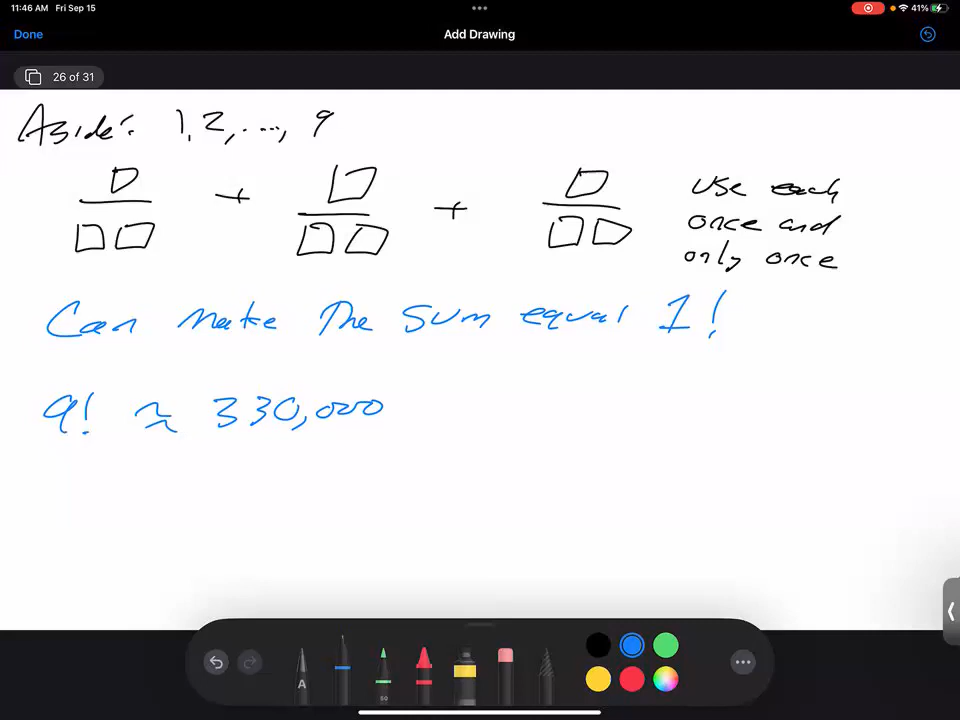 11:46 AM Fri Sep 15
41%
Done
Add Drawing
26 of 31
Aside: 1,2,...., 9
□/□□ + □/□□ + □/□□
use each
once and
only once
Can make the sum equal 1!
9! ≈ 330,000
A
50